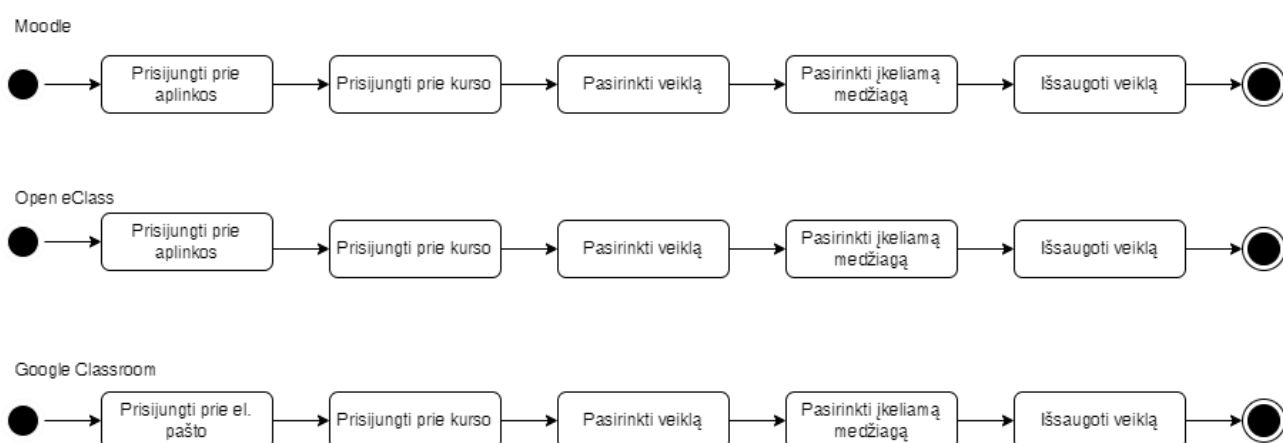 Moodle
Prisijungti prie
aplinkos
Prisijungti prie kurso
Pasirinkti veiklą
Pasirinkti įkeliamą
medžiagą
Išsaugoti veiklą
Open eClass
Prisijungti prie
aplinkos
Prisijungti prie kurso
Pasirinkti veiklą
Pasirinkti įkeliamą
medžiagą
Išsaugoti veiklą
Google Classroom
Prisijungti prie el.
pašto
Prisijungti prie kurso
Pasirinkti veiklą
Pasirinkti įkeliamą
medžiagą
Išsaugoti veiklą